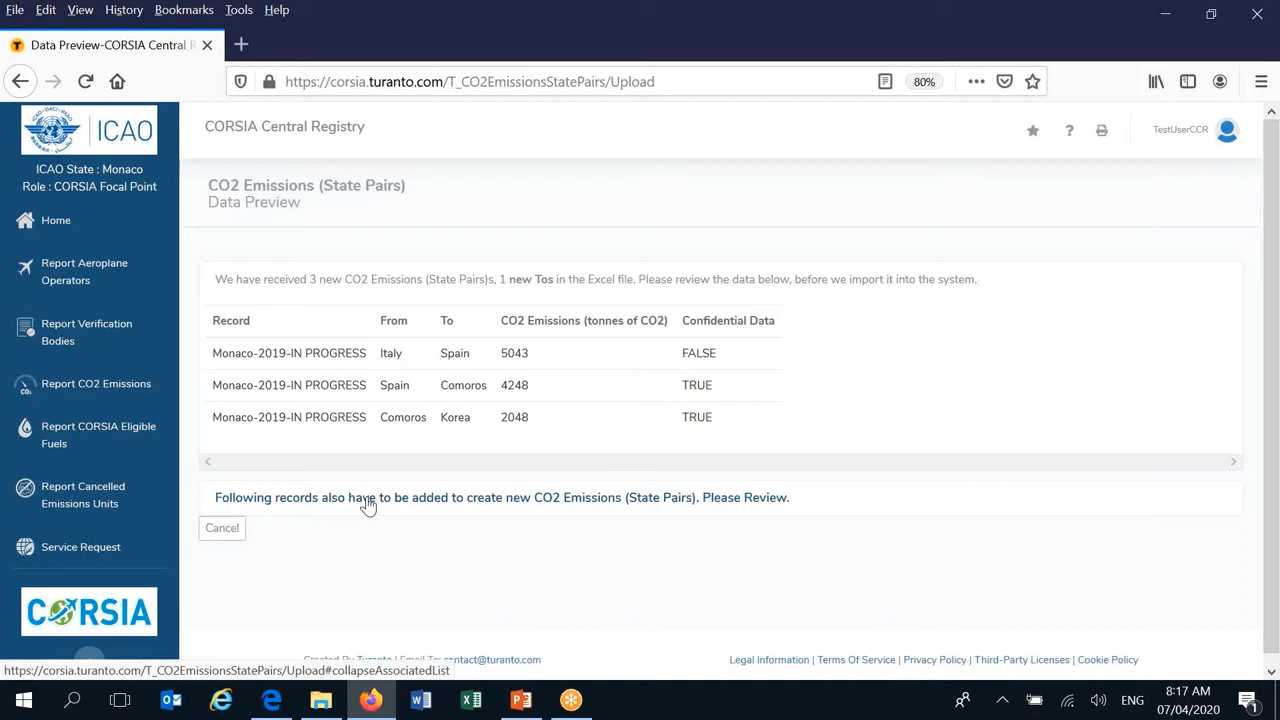 File Edit View History Bookmarks Tools Help
Data Preview-CORSIA Central R
https://corsia.turanto.com/T_CO2EmissionsStatePairs/Upload
80%
ICAO
ICAO State : Monaco
Role : CORSIA Focal Point
Home
Report Aeroplane
Operators
Report Verification
Bodies
Report CO2 Emissions
Report CORSIA Eligible
Fuels
Report Cancelled
Emissions Units
Service Request
CORSIA
CORSIA Central Registry
TestUserCCR
CO2 Emissions (State Pairs)
Data Preview
We have received 3 new CO2 Emissions (State Pairs)s, 1 new Tos in the Excel file. Please review the data below, before we import it into the system.
Record From To CO2 Emissions (tonnes of CO2) Confidential Data
Monaco-2019-IN PROGRESS Italy Spain 5043 FALSE
Monaco-2019-IN PROGRESS Spain Comoros 4248 TRUE
Monaco-2019-IN PROGRESS Comoros Korea 2048 TRUE
Following records also have to be added to create new CO2 Emissions (State Pairs). Please Review.
Cancel
Created By Turanto | Email To: contact@turanto.com
Legal Information | Terms Of Service | Privacy Policy | Third-Party Licenses | Cookie Policy
https://corsia.turanto.com/T_CO2EmissionsStatePairs/Upload#collapseAssociatedList
ENG
8:17 AM
07/04/2020